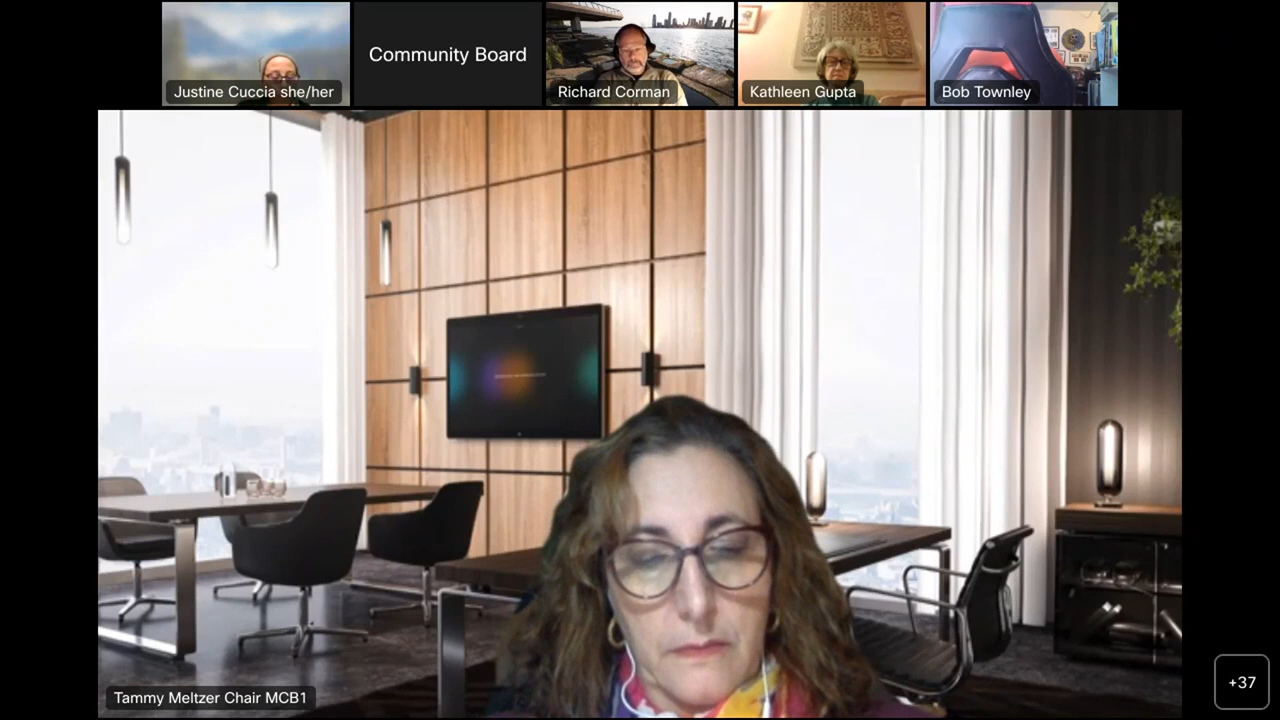 Justine Cuccia she/her
Community Board
Richard Corman
Kathleen Gupta
Bob Townley
Tammy Meltzer Chair MCB1
+37